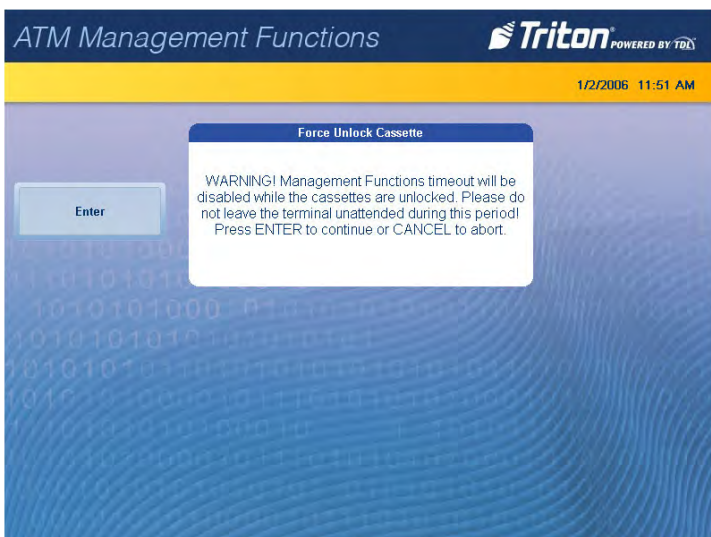 ATM Management Functions
Triton POWERED BY TDL
1/2/2006 11:51 AM
Force Unlock Cassette
WARNING! Management Functions timeout will be
disabled while the cassettes are unlocked. Please do
not leave the terminal unattended during this period!
Press ENTER to continue or CANCEL to abort.
Enter